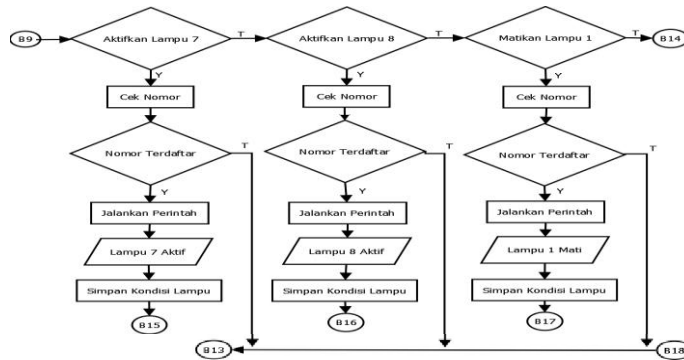 B9
Aktifkan Lampu 7
T
Aktifkan Lampu 8
T
Matikan Lampu 1
T
B14
Y
Y
Y
Cek Nomor
Cek Nomor
Cek Nomor
Nomor Terdaftar
T
Nomor Terdaftar
T
Nomor Terdaftar
T
Y
Y
Y
Jalankan Perintah
Jalankan Perintah
Jalankan Perintah
Lampu 7 Aktif
Lampu 8 Aktif
Lampu 1 Mati
Simpan Kondisi Lampu
Simpan Kondisi Lampu
Simpan Kondisi Lampu
B15
B16
B17
B13
B18